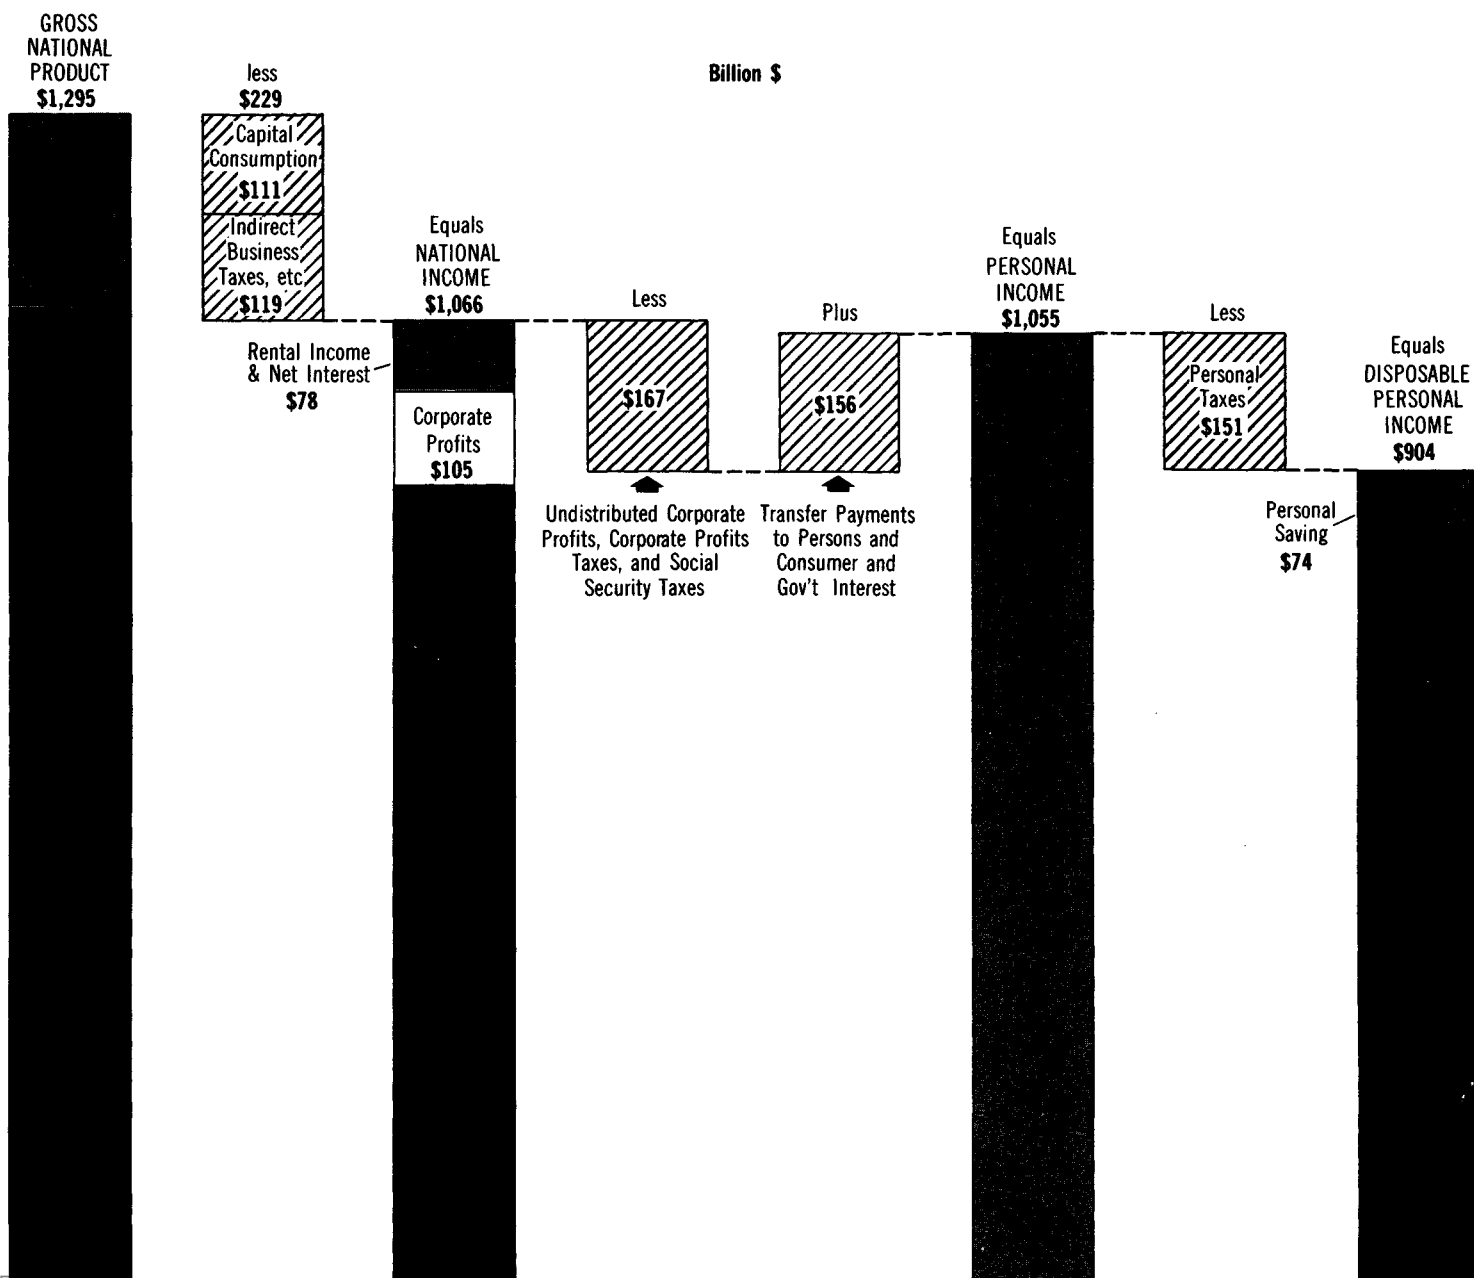 GROSS
NATIONAL
PRODUCT
$1,295
less
$229
Billion $
Capital
Consumption
$111
Indirect
Business
Taxes, etc
$119
Equals
NATIONAL
INCOME
$1,066
Rental Income
& Net Interest
$78
Corporate
Profits
$105
Less
$167
Undistributed Corporate
Profits, Corporate Profits
Taxes, and Social
Security Taxes
Plus
$156
Transfer Payments
to Persons and
Consumer and
Gov't Interest
Equals
PERSONAL
INCOME
$1,055
Less
Personal
Taxes
$151
Equals
DISPOSABLE
PERSONAL
INCOME
$904
Personal
Saving
$74